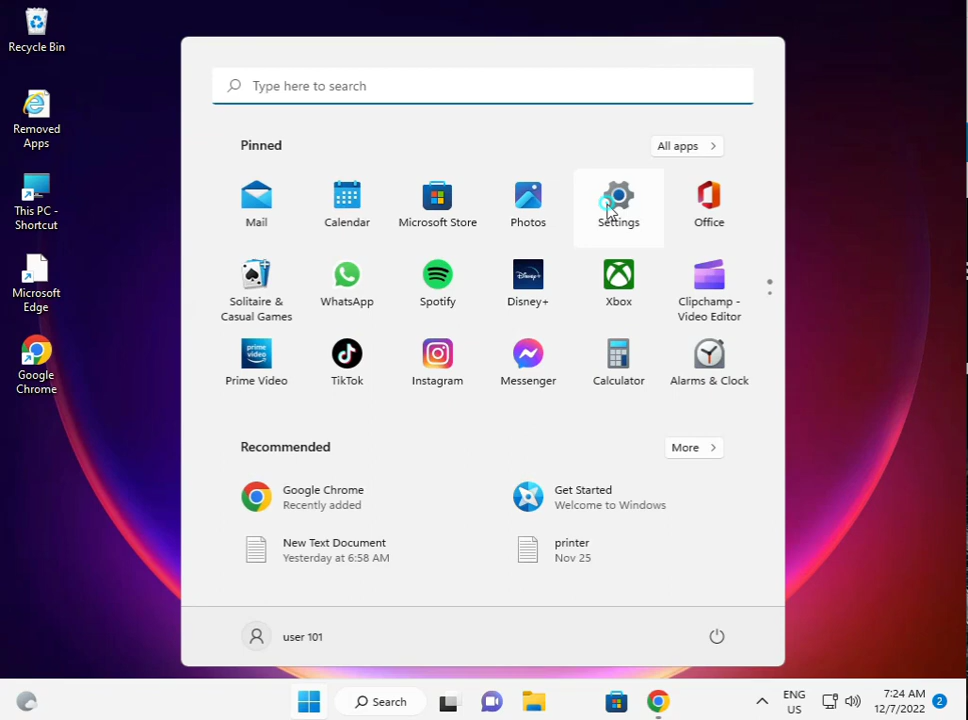 Recycle Bin
Removed
Apps
This PC -
Shortcut
Microsoft
Edge
Google
Chrome
Type here to search
Pinned
All apps
Mail
Calendar
Microsoft Store
Photos
Settings
Office
Solitaire &
Casual Games
WhatsApp
Spotify
Disney+
Xbox
Clipchamp -
Video Editor
prime video
Prime Video
TikTok
Instagram
Messenger
Calculator
Alarms & Clock
Recommended
More
Google Chrome
Recently added
Get Started
Welcome to Windows
New Text Document
Yesterday at 6:58 AM
printer
Nov 25
user 101
Search
ENG
US
7:24 AM
12/7/2022
2